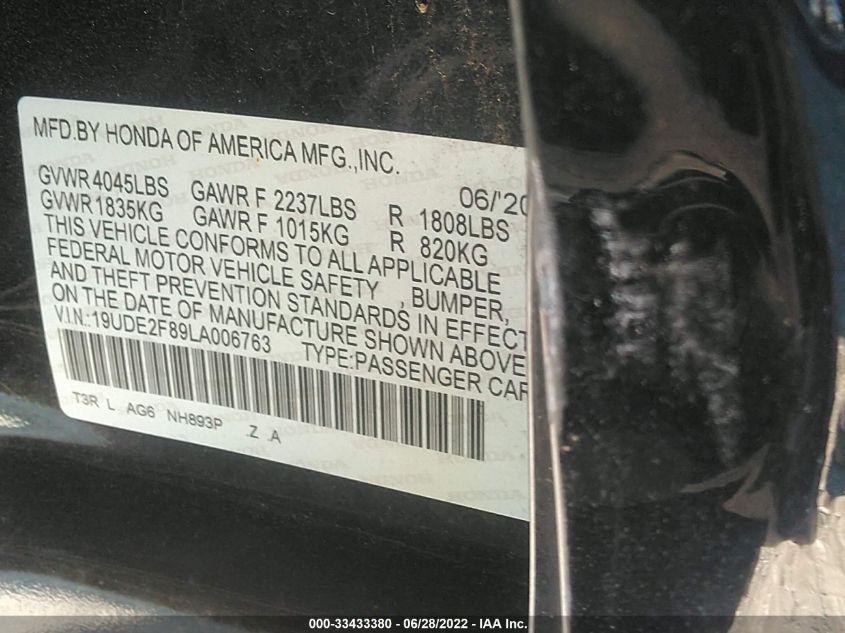 MFD.BY HONDA OF AMERICA MFG.,INC.
06/'20
GVWR 4045LBS GAWR F 2237LBS R 1808LBS
GVWR 1835KG GAWR F 1015KG R 820KG
THIS VEHICLE CONFORMS TO ALL APPLICABLE
FEDERAL MOTOR VEHICLE SAFETY , BUMPER,
AND THEFT PREVENTION STANDARDS IN EFFECT
ON THE DATE OF MANUFACTURE SHOWN ABOVE
V.I.N.:19UDE2F89LA006763 TYPE:PASSENGER CAR
T3R L AG6 NH893P .Z .A
000-33433380 - 06/28/2022 - IAA Inc.